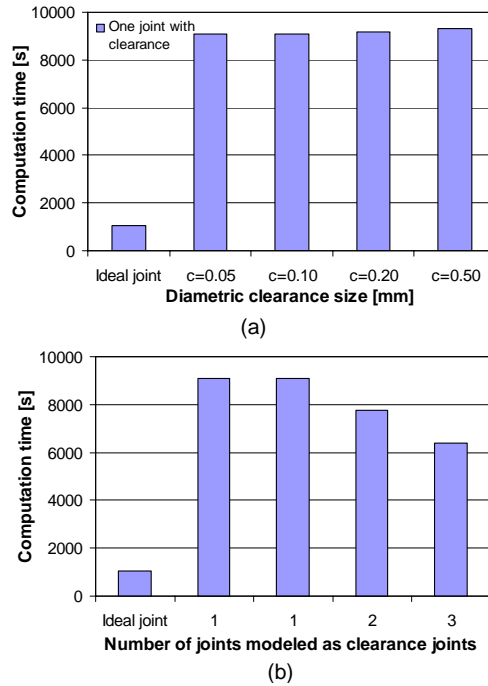 One joint with
clearance
Computation time [s]
10000
8000
6000
4000
2000
0
Ideal joint c=0.05 c=0.10 c=0.20 c=0.50
Diametric clearance size [mm]
(a)
Computation time [s]
10000
8000
6000
4000
2000
0
Ideal joint 1 1 2 3
Number of joints modeled as clearance joints
(b)